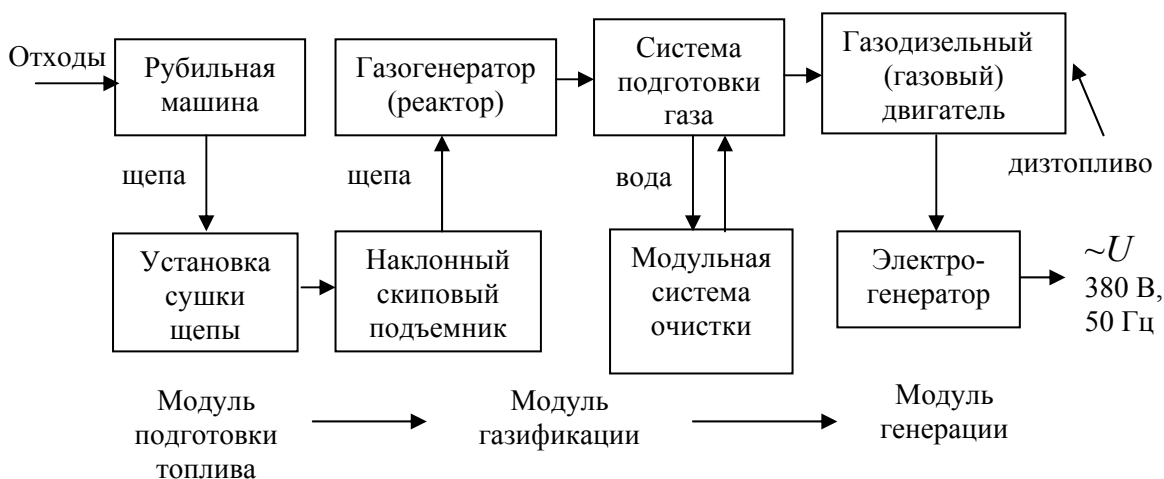 Отходы
Рубильная
машина
Газогенератор
(реактор)
Система
подготовки
газа
Газодизельный
(газовый)
двигатель
щепа
щепа
вода
дизтопливо
Установка
сушки
щепы
Наклонный
скиповый
подъемник
Модульная
система
очистки
Электро-
генератор
~U
380 В,
50 Гц
Модуль
подготовки
топлива
Модуль
газификации
Модуль
генерации